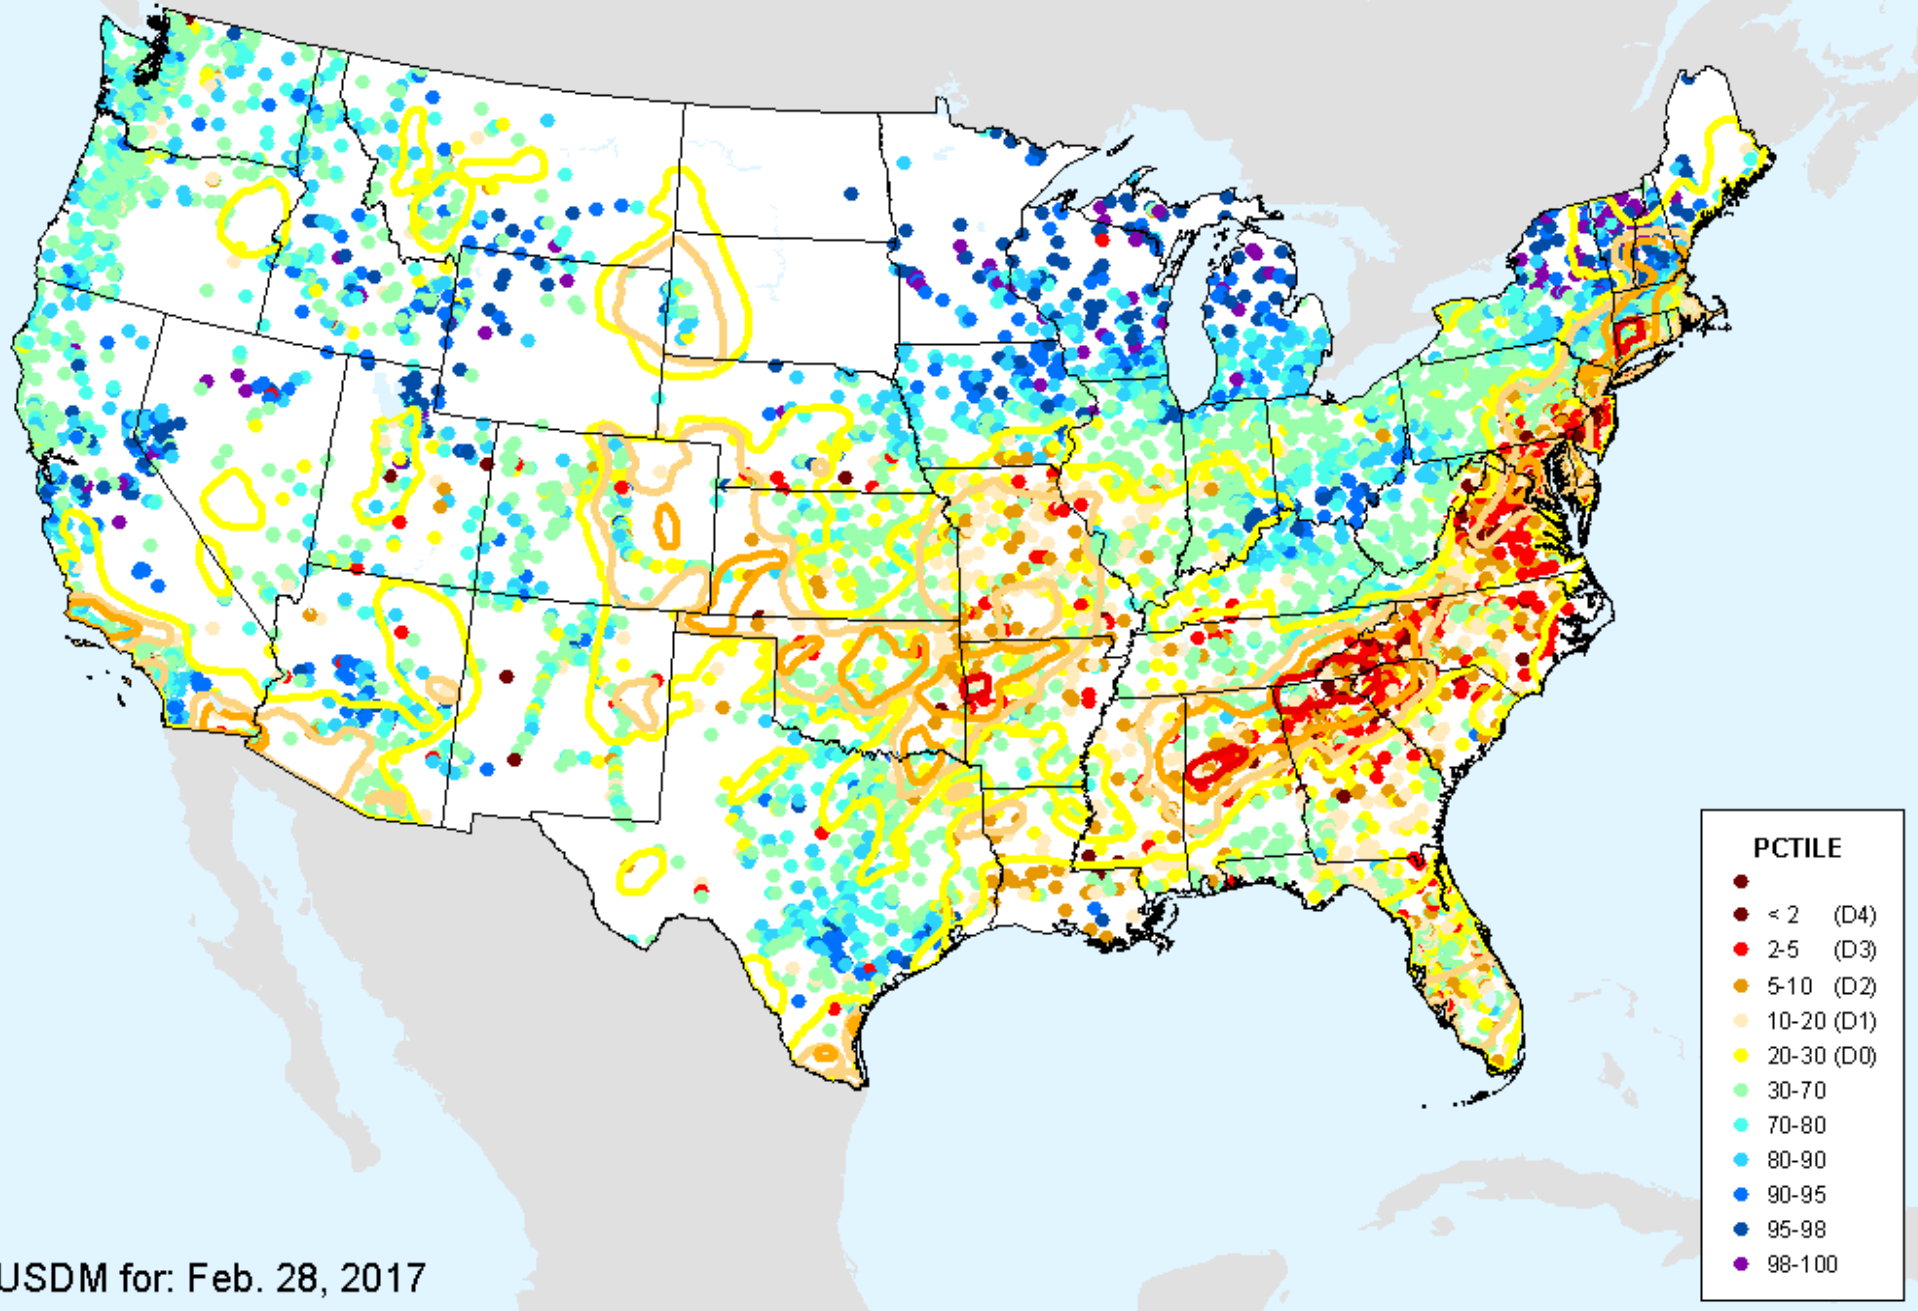 PCTILE
< 2 (D4)
2-5 (D3)
5-10 (D2)
10-20 (D1)
20-30 (D0)
30-70
70-80
80-90
90-95
95-98
98-100
USDM for: Feb. 28, 2017